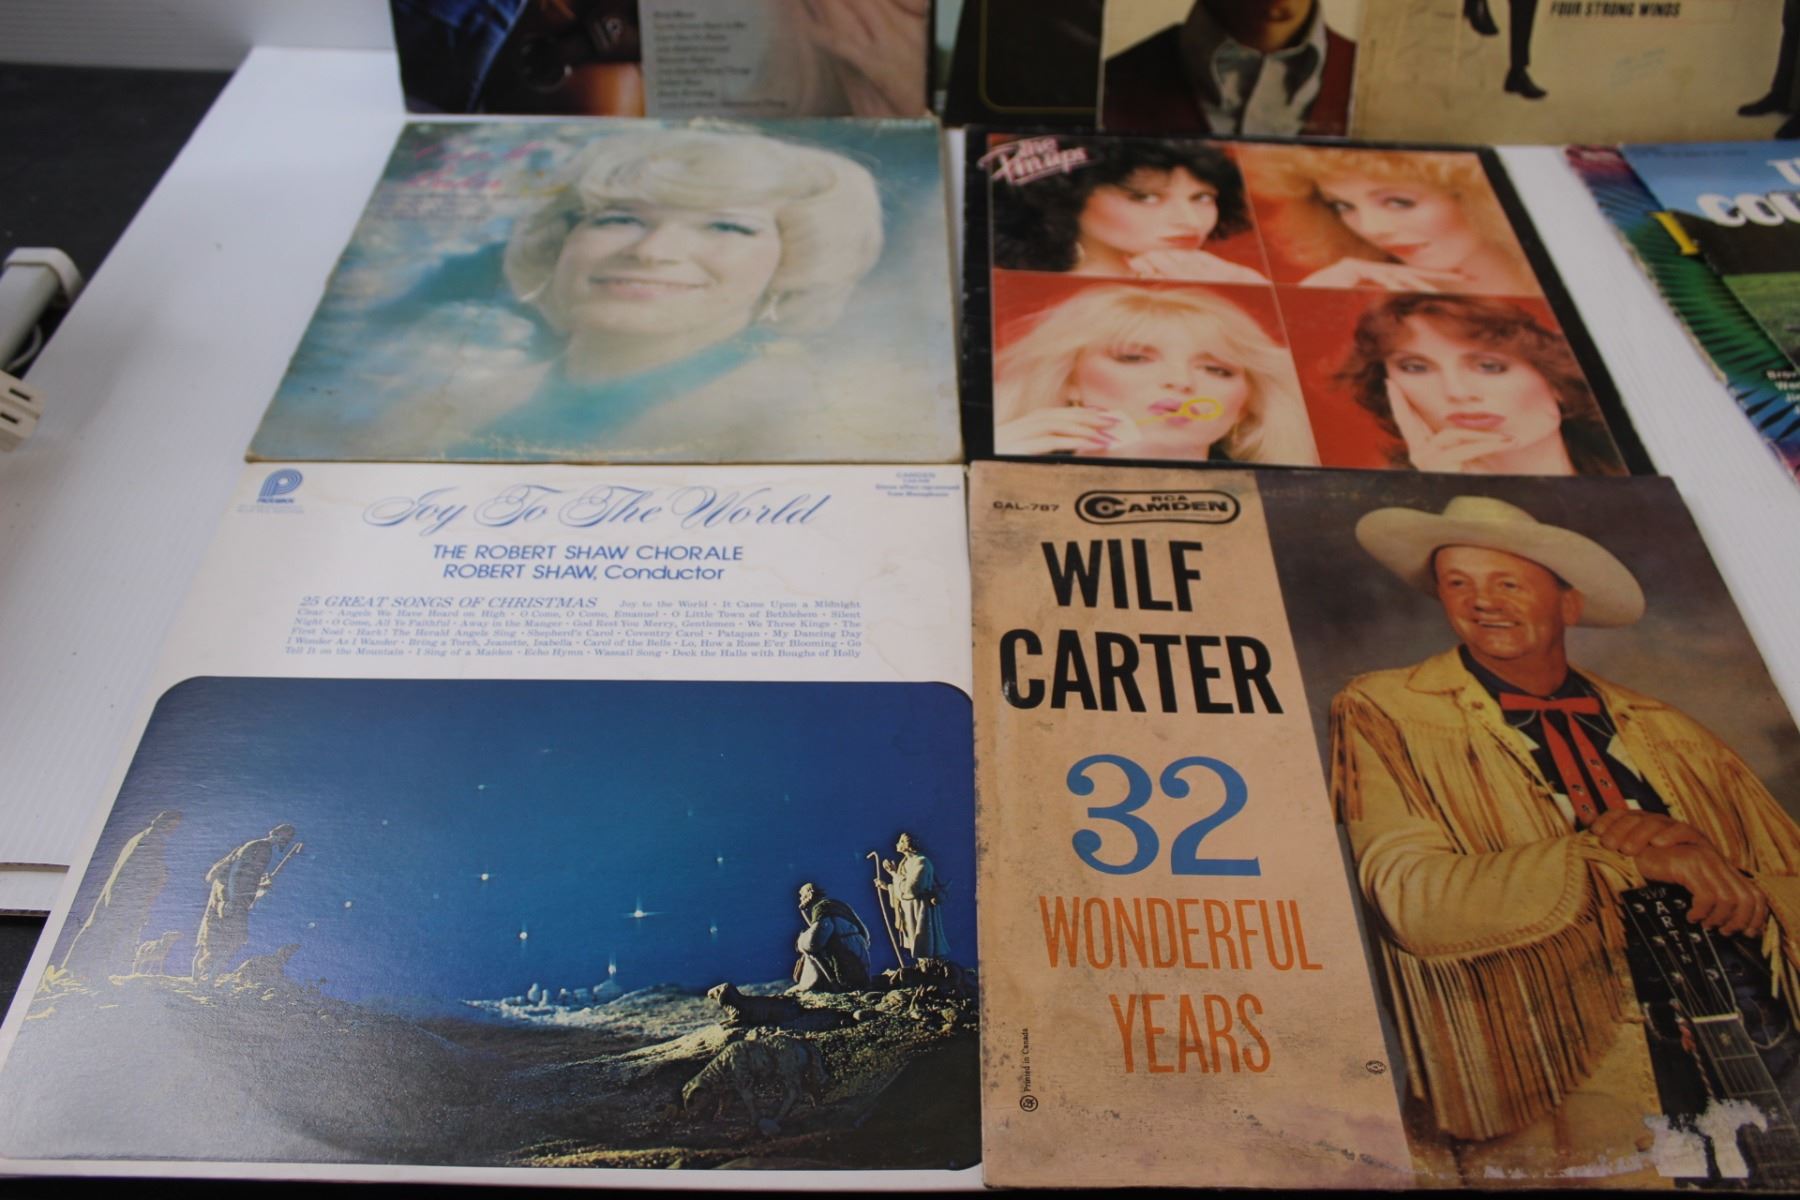 FOUR STRONG WINDS
The Pinups
PICKWICK
CAMDEN
Joy To The World
THE ROBERT SHAW CHORALE
ROBERT SHAW, Conductor
25 GREAT SONGS OF CHRISTMAS Joy to the World • It Came Upon a Midnight
Clear • Angels We Have Heard on High • O Come, O Come, Emanuel • O Little Town of Bethlehem • Silent
Night • O Come, All Ye Faithful • Away in the Manger • God Rest You Merry, Gentlemen • We Three Kings • The
First Noel • Hark! The Herald Angels Sing • Shepherd's Carol • Coventry Carol • Patapan • My Dancing Day
I Wonder As I Wander • Bring a Torch, Jeanette, Isabella • Carol of the Bells • Lo, How a Rose E'er Blooming • Go
Tell It on the Mountain • I Sing of a Maiden • Echo Hymn • Wassail Song • Deck the Halls with Boughs of Holly
CAL-787 RCA CAMDEN
WILF
CARTER
32
WONDERFUL
YEARS
Printed in Canada